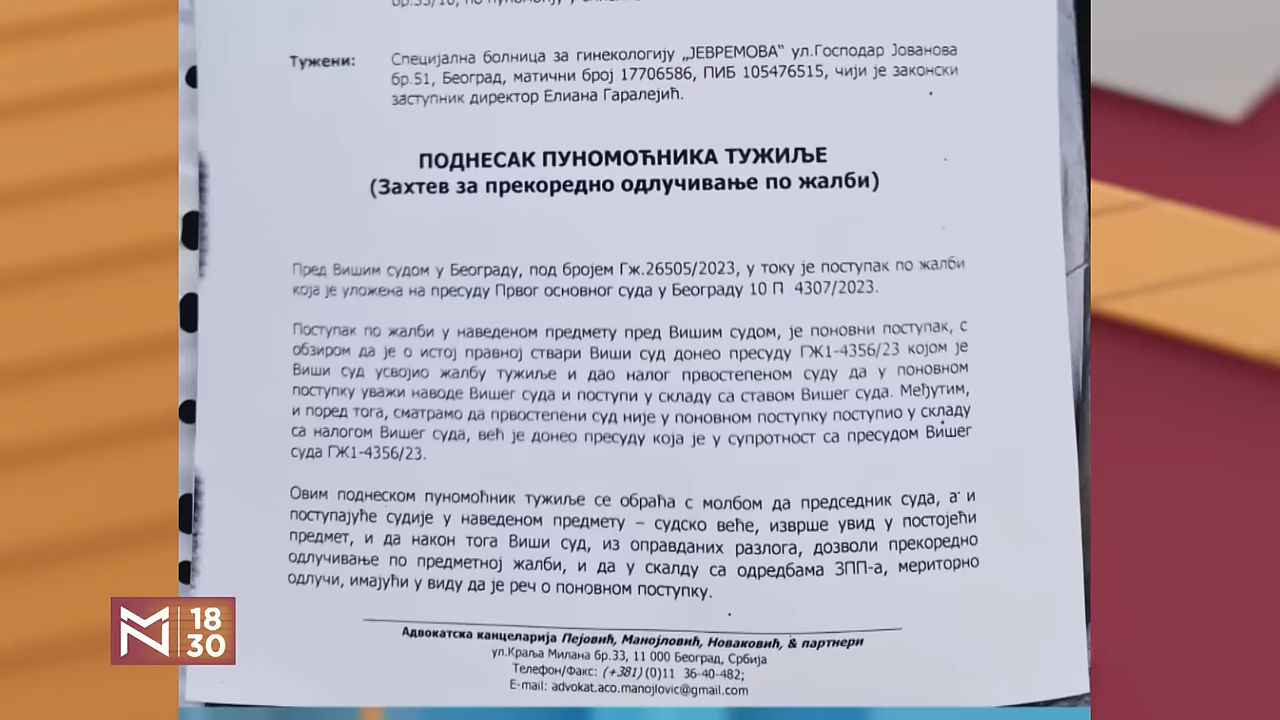 бр.33/10, по пуномоћју у
Тужени: Специјална болница за гинекологију „ЈЕВРЕМОВА“ ул.Господар Јованова
бр.51, Београд, матични број 17706586, ПИБ 105476515, чији је законски
заступник директор Елиана Гаралејић.
ПОДНЕСАК ПУНОМОЋНИКА ТУЖИЉЕ
(Захтев за прекоредно одлучивање по жалби)
Пред Вишим судом у Београду, под бројем Гж.26505/2023, у току је поступак по жалби
која је уложена на пресуду Првог основног суда у Београду 10 П 4307/2023.
Поступак по жалби у наведеном предмету пред Вишим судом, је поновни поступак, с
обзиром да је о истој правној ствари Виши суд донео пресуду ГЖ1-4356/23 којом је
Виши суд усвојио жалбу тужиље и дао налог првостепеном суду да у поновном
поступку уважи наводе Вишег суда и поступи у складу са ставом Вишег суда. Међутим,
и поред тога, сматрамо да првостепени суд није у поновном поступку поступио у складу
са налогом Вишег суда, већ је донео пресуду која је у супротност са пресудом Вишег
суда ГЖ1-4356/23.
Овим поднеском пуномоћник тужиље се обраћа с молбом да председник суда, а и
поступајуће судије у наведеном предмету – судско веће, изврше увид у постојећи
предмет, и да након тога Виши суд, из оправданих разлога, дозволи прекоредно
одлучивање по предметној жалби, и да у скалду са одредбама ЗПП-а, мериторно
одлучи, имајући у виду да је реч о поновном поступку.
Адвокатска канцеларија Пејовић, Манојловић, Новаковић, & партнери
ул.Краља Милана бр.33, 11 000 Београд, Србија
Телефон/Факс: (+381) (0)11 36-40-482;
E-mail: advokat.aco.manojlovic@gmail.com
18
30